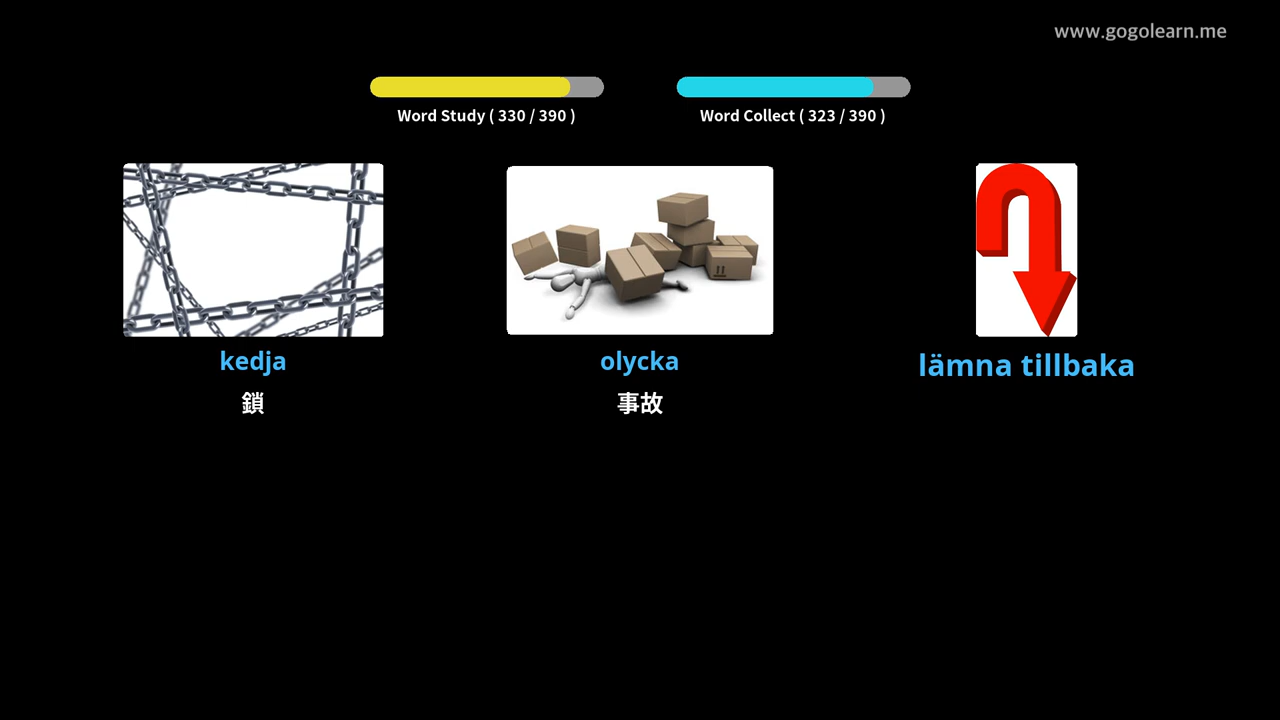 www.gogolearn.me
Word Study ( 330 / 390 )
Word Collect ( 323 / 390 )
kedja
olycka
lämna tillbaka
鎖
事故